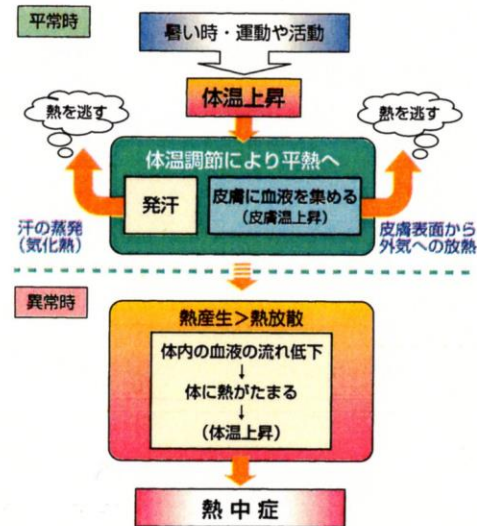 平常時
暑い時・運動や活動
体温上昇
熱を逃す
熱を逃す
体温調節により平熱へ
発汗
皮膚に血液を集める
(皮膚温上昇)
汗の蒸発
(気化熱)
皮膚表面から
外気への放熱
異常時
熱産生>熱放散
体内の血液の流れ低下
↓
体に熱がたまる
↓
(体温上昇)
熱中症